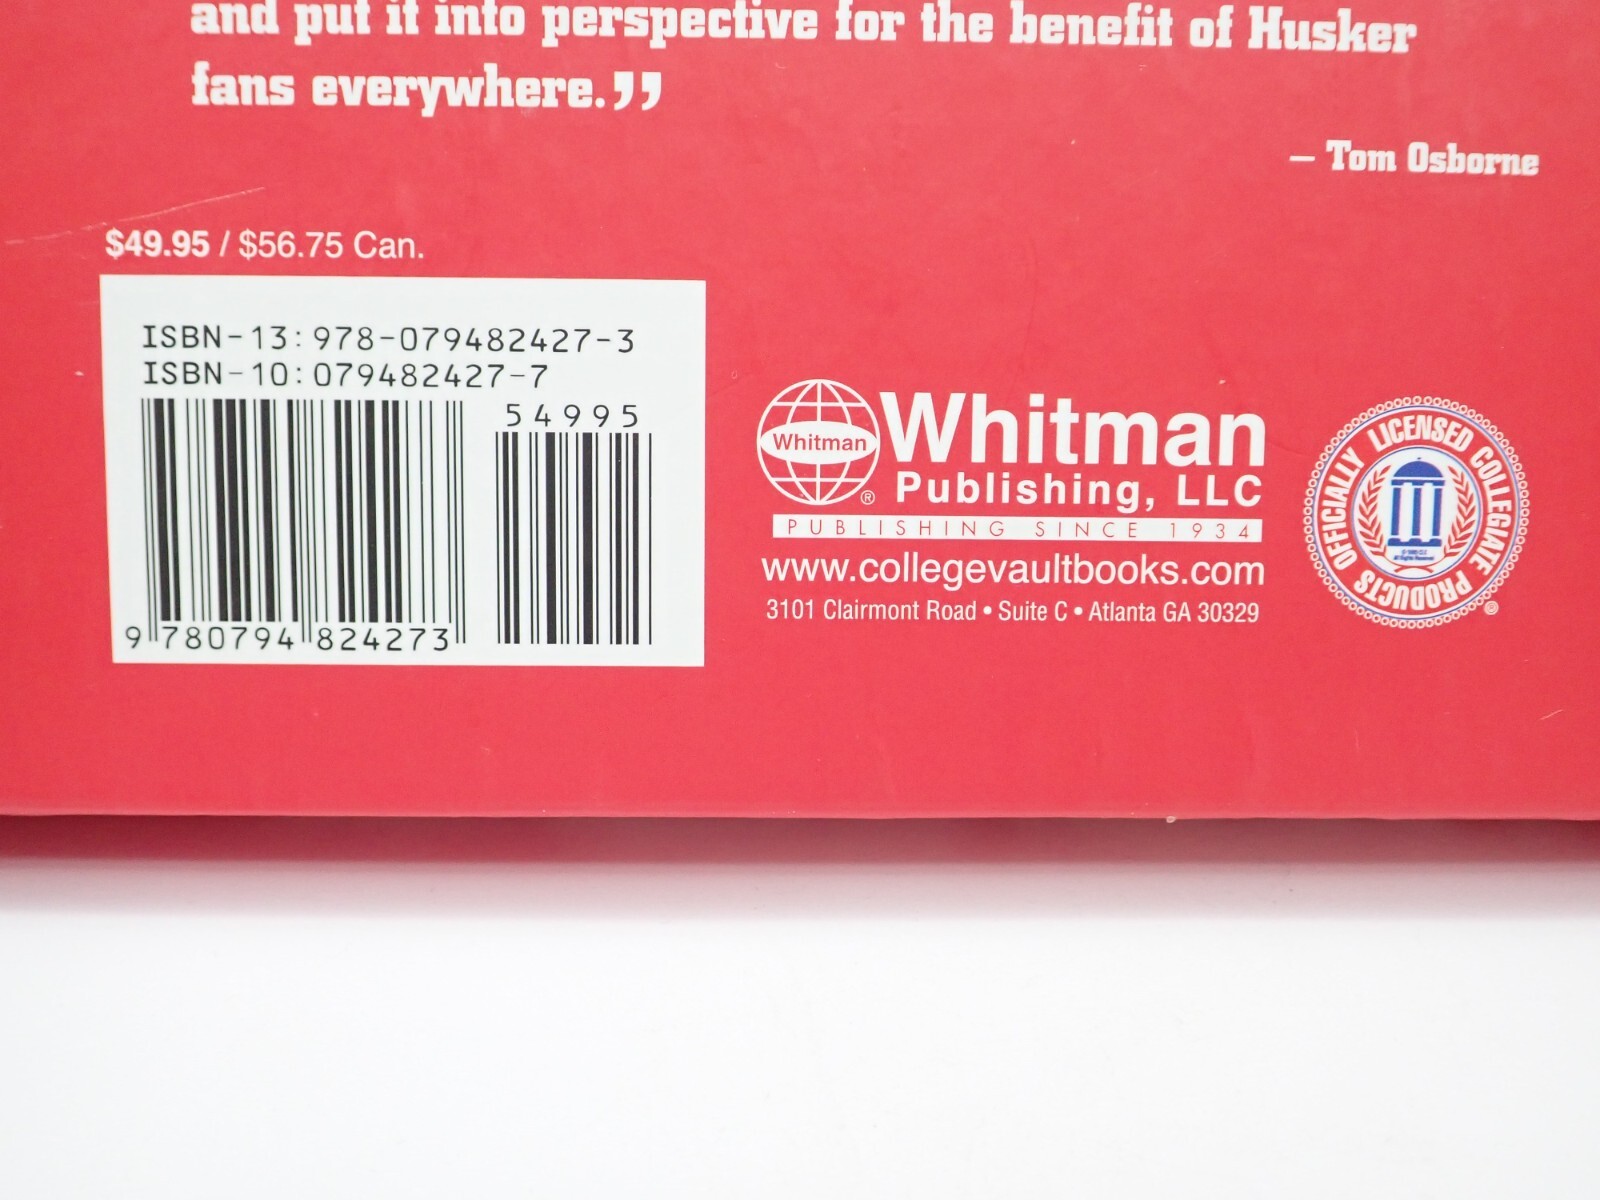 and put it into perspective for the benefit of Husker
fans everywhere.”
– Tom Osborne
$49.95 / $56.75 Can.
ISBN-13: 978-079482427-3
ISBN-10: 079482427-7
54995
9 780794 824273
Whitman
®
Whitman
Publishing, LLC
PUBLISHING SINCE 1934
www.collegevaultbooks.com
3101 Clairmont Road • Suite C • Atlanta GA 30329
OFFICIALLY LICENSED COLLEGIATE PRODUCTS
®